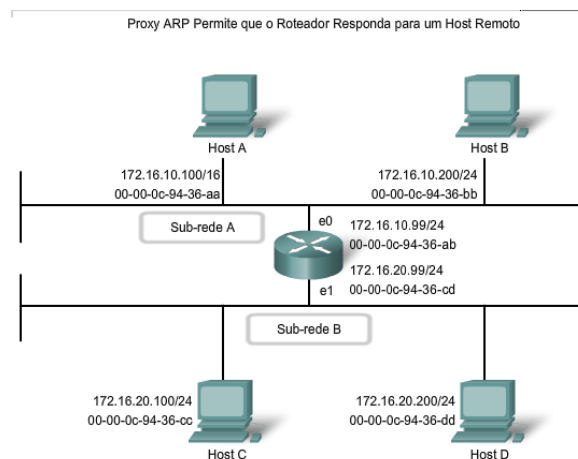 Proxy ARP Permite que o Roteador Responda para um Host Remoto
Host A
Host B
172.16.10.100/16
00-00-0c-94-36-aa
172.16.10.200/24
00-00-0c-94-36-bb
Sub-rede A
e0
172.16.10.99/24
00-00-0c-94-36-ab
172.16.20.99/24
00-00-0c-94-36-cd
e1
Sub-rede B
172.16.20.100/24
00-00-0c-94-36-cc
172.16.20.200/24
00-00-0c-94-36-dd
Host C
Host D